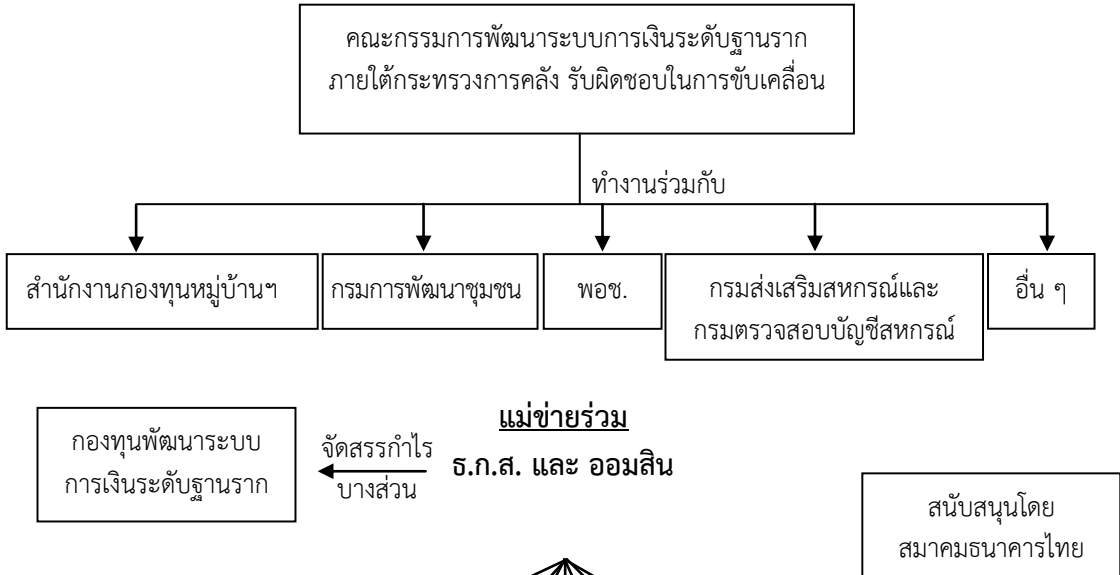 คณะกรรมการพัฒนาระบบการเงินระดับฐานราก
ภายใต้กระทรวงการคลัง รับผิดชอบในการขับเคลื่อน
ทำงานร่วมกับ
สำนักงานกองทุนหมู่บ้านฯ
กรมการพัฒนาชุมชน
พอช.
กรมส่งเสริมสหกรณ์และ
กรมตรวจสอบบัญชีสหกรณ์
อื่น ๆ
กองทุนพัฒนาระบบ
การเงินระดับฐานราก
จัดสรรกำไร
บางส่วน
แม่ข่ายร่วม
ธ.ก.ส. และ ออมสิน
สนับสนุนโดย
สมาคมธนาคารไทย